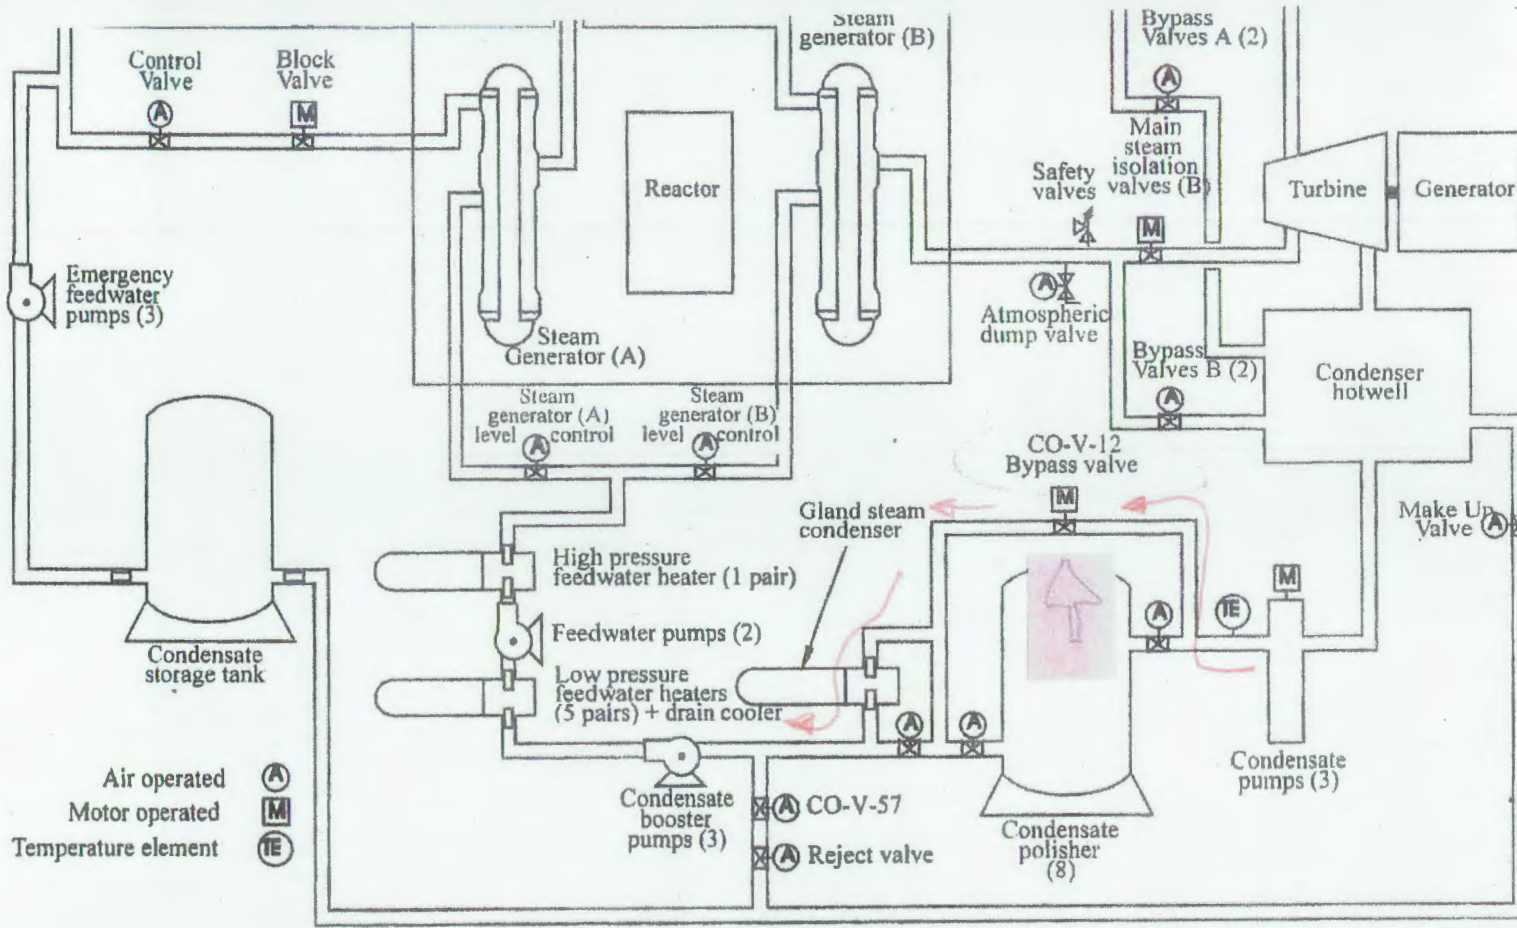 Control
Valve
Block
Valve
Steam
generator (B)
Bypass
Valves A (2)
A
M
A
Main
steam
isolation
valves (B)
Safety
valves
M
Reactor
Turbine
Generator
Emergency
feedwater
pumps (3)
A
Atmospheric
dump valve
Steam
Generator (A)
Bypass
Valves B (2)
A
Condenser
hotwell
Steam
generator (A)
level control
A
Steam
generator (B)
level control
A
CO-V-12
Bypass valve
M
Gland steam
condenser
Make Up
Valve A
High pressure
feedwater heater (1 pair)
M
Feedwater pumps (2)
A
TE
Condensate
storage tank
Low pressure
feedwater heaters
(5 pairs) + drain cooler
A
A
Condensate
pumps (3)
Air operated A
Motor operated M
Temperature element TE
Condensate
booster
pumps (3)
A CO-V-57
A Reject valve
Condensate
polisher
(8)